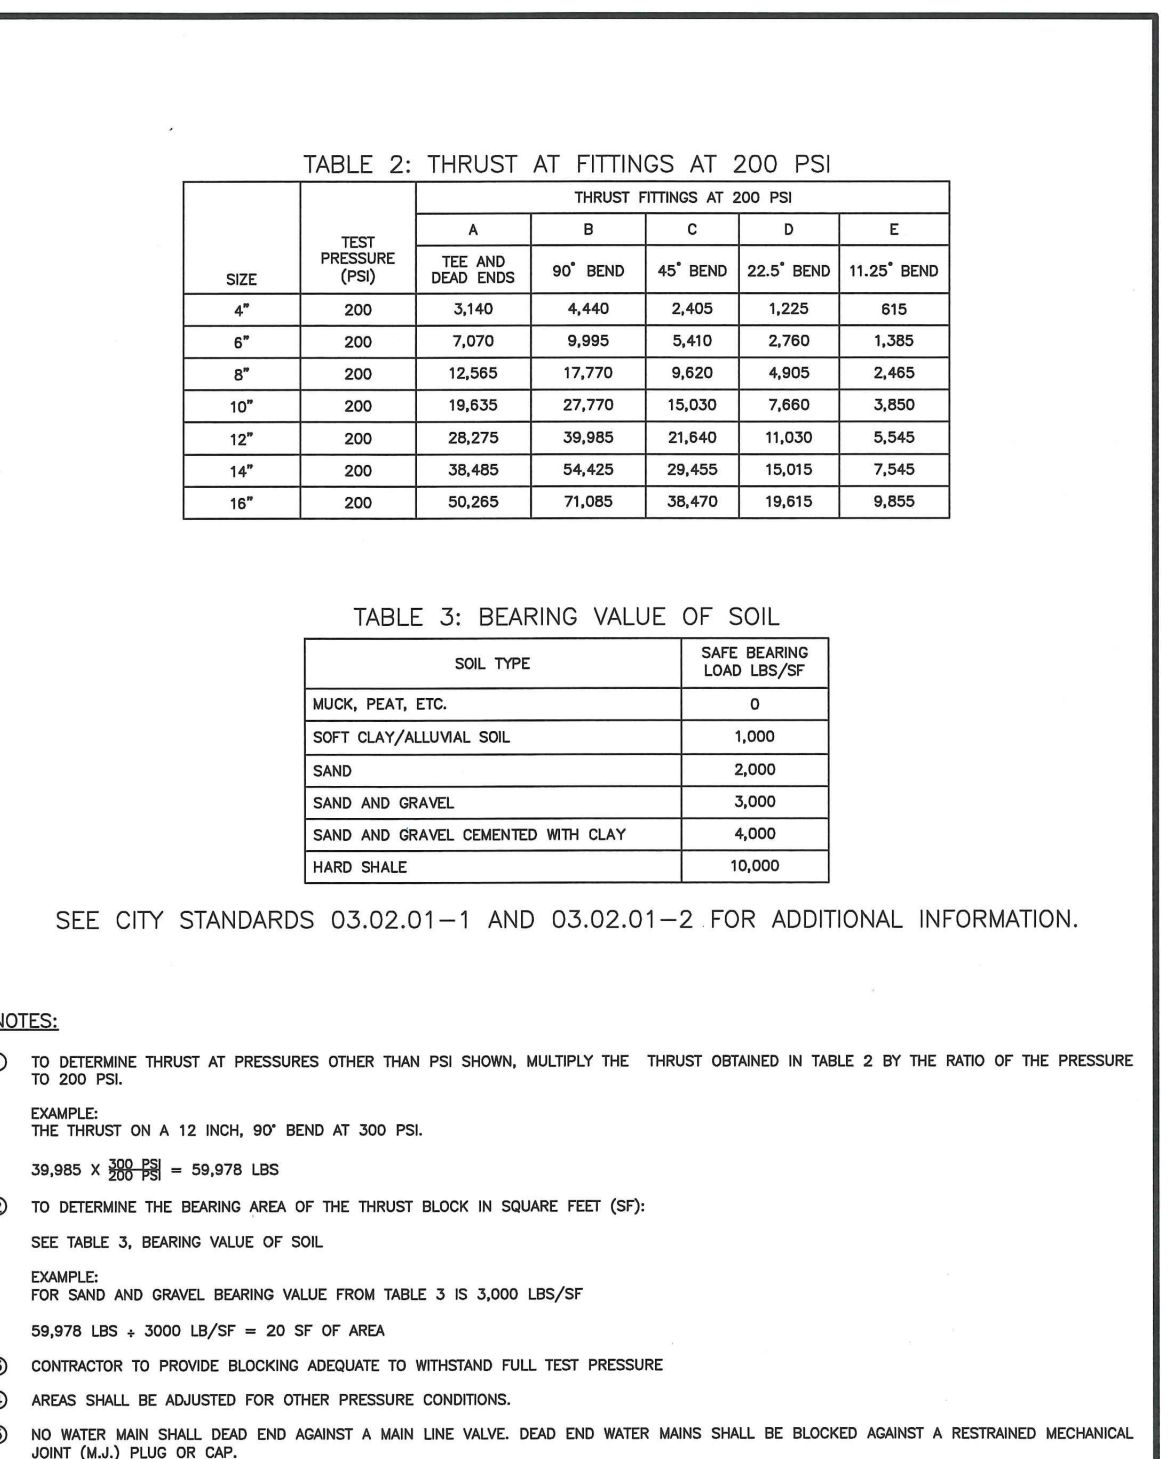 TABLE 2: THRUST AT FITTINGS AT 200 PSI
THRUST FITTINGS AT 200 PSI
SIZE TEST PRESSURE (PSI) A B C D E
TEE AND DEAD ENDS 90° BEND 45° BEND 22.5° BEND 11.25° BEND
4" 200 3,140 4,440 2,405 1,225 615
6" 200 7,070 9,995 5,410 2,760 1,385
8" 200 12,565 17,770 9,620 4,905 2,465
10" 200 19,635 27,770 15,030 7,660 3,850
12" 200 28,275 39,985 21,640 11,030 5,545
14" 200 38,485 54,425 29,455 15,015 7,545
16" 200 50,265 71,085 38,470 19,615 9,855
TABLE 3: BEARING VALUE OF SOIL
SOIL TYPE SAFE BEARING LOAD LBS/SF
MUCK, PEAT, ETC. 0
SOFT CLAY/ALLUVIAL SOIL 1,000
SAND 2,000
SAND AND GRAVEL 3,000
SAND AND GRAVEL CEMENTED WITH CLAY 4,000
HARD SHALE 10,000
SEE CITY STANDARDS 03.02.01-1 AND 03.02.01-2 FOR ADDITIONAL INFORMATION.
NOTES:
TO DETERMINE THRUST AT PRESSURES OTHER THAN PSI SHOWN, MULTIPLY THE THRUST OBTAINED IN TABLE 2 BY THE RATIO OF THE PRESSURE
TO 200 PSI.
EXAMPLE:
THE THRUST ON A 12 INCH, 90° BEND AT 300 PSI.
39,985 X 300 PSI/200 PSI = 59,978 LBS
TO DETERMINE THE BEARING AREA OF THE THRUST BLOCK IN SQUARE FEET (SF):
SEE TABLE 3, BEARING VALUE OF SOIL
EXAMPLE:
FOR SAND AND GRAVEL BEARING VALUE FROM TABLE 3 IS 3,000 LBS/SF
59,978 LBS ÷ 3000 LB/SF = 20 SF OF AREA
CONTRACTOR TO PROVIDE BLOCKING ADEQUATE TO WITHSTAND FULL TEST PRESSURE
AREAS SHALL BE ADJUSTED FOR OTHER PRESSURE CONDITIONS.
NO WATER MAIN SHALL DEAD END AGAINST A MAIN LINE VALVE. DEAD END WATER MAINS SHALL BE BLOCKED AGAINST A RESTRAINED MECHANICAL
JOINT (M.J.) PLUG OR CAP.